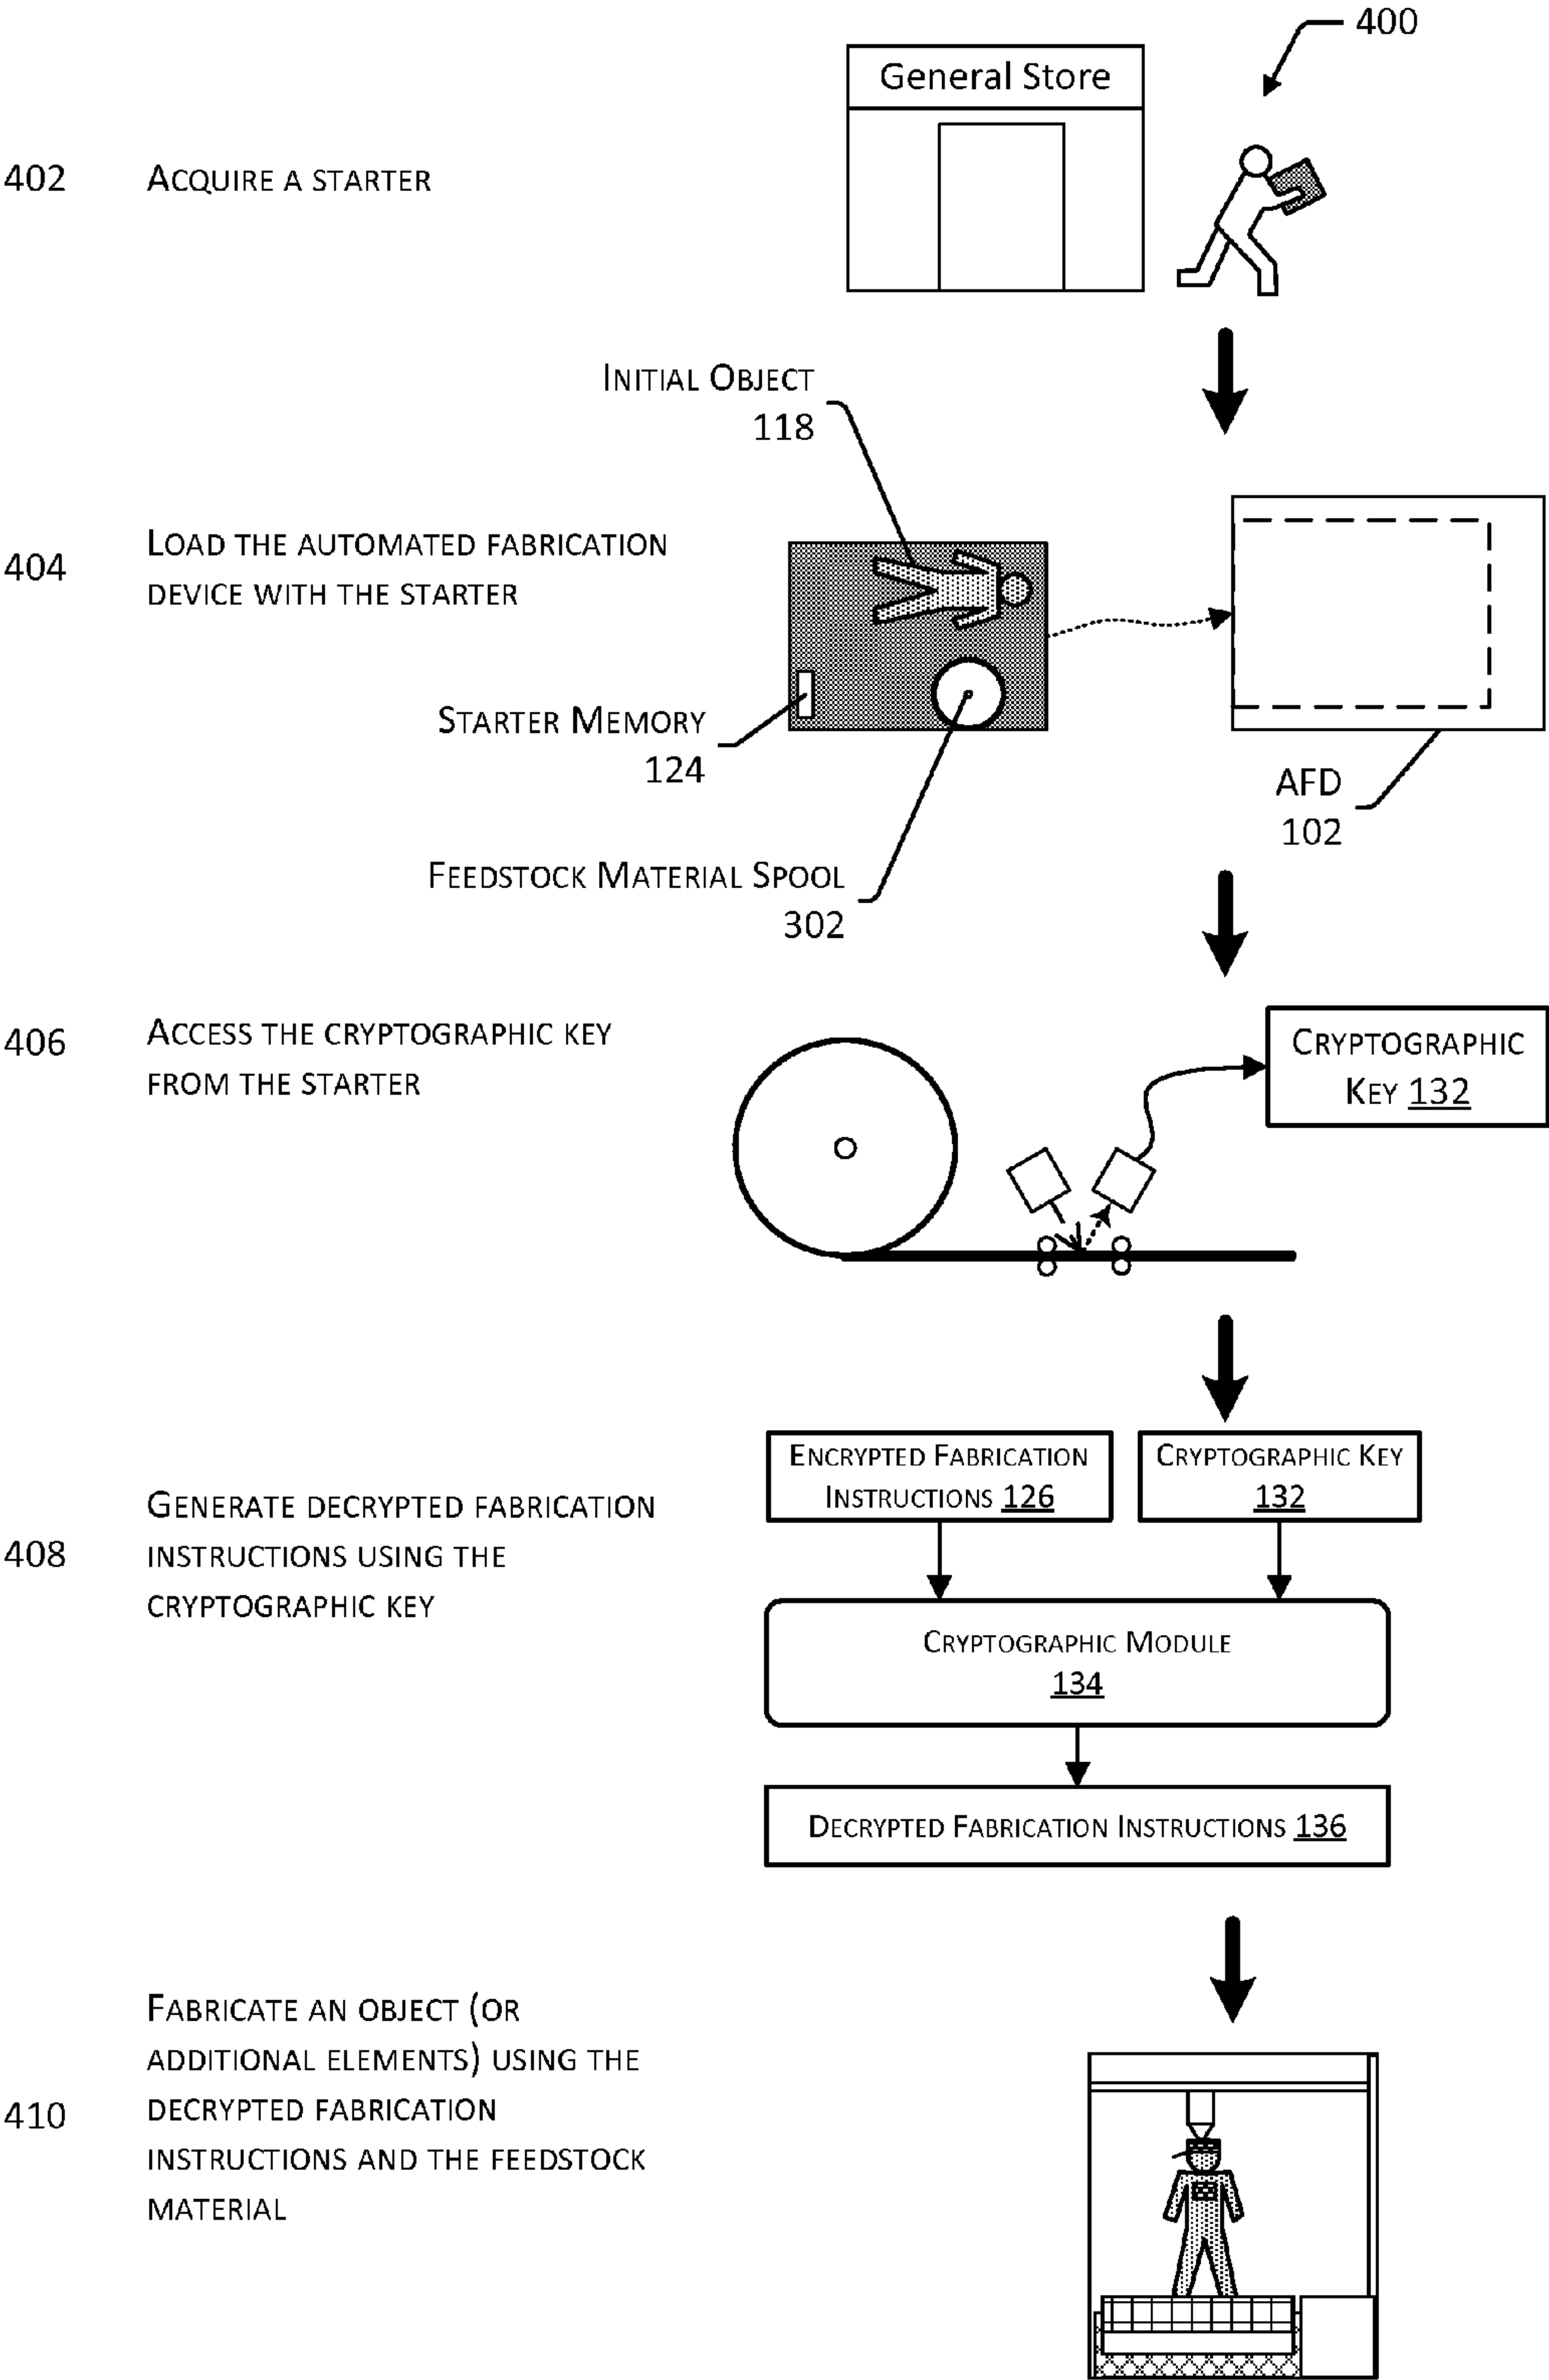 400
General Store
402
ACQUIRE A STARTER
INITIAL OBJECT
118
404
LOAD THE AUTOMATED FABRICATION
DEVICE WITH THE STARTER
STARTER MEMORY
124
AFD
102
FEEDSTOCK MATERIAL SPOOL
302
406
ACCESS THE CRYPTOGRAPHIC KEY
FROM THE STARTER
CRYPTOGRAPHIC
KEY 132
408
GENERATE DECRYPTED FABRICATION
INSTRUCTIONS USING THE
CRYPTOGRAPHIC KEY
ENCRYPTED FABRICATION
INSTRUCTIONS 126
CRYPTOGRAPHIC KEY
132
CRYPTOGRAPHIC MODULE
134
DECRYPTED FABRICATION INSTRUCTIONS 136
410
FABRICATE AN OBJECT (OR
ADDITIONAL ELEMENTS) USING THE
DECRYPTED FABRICATION
INSTRUCTIONS AND THE FEEDSTOCK
MATERIAL